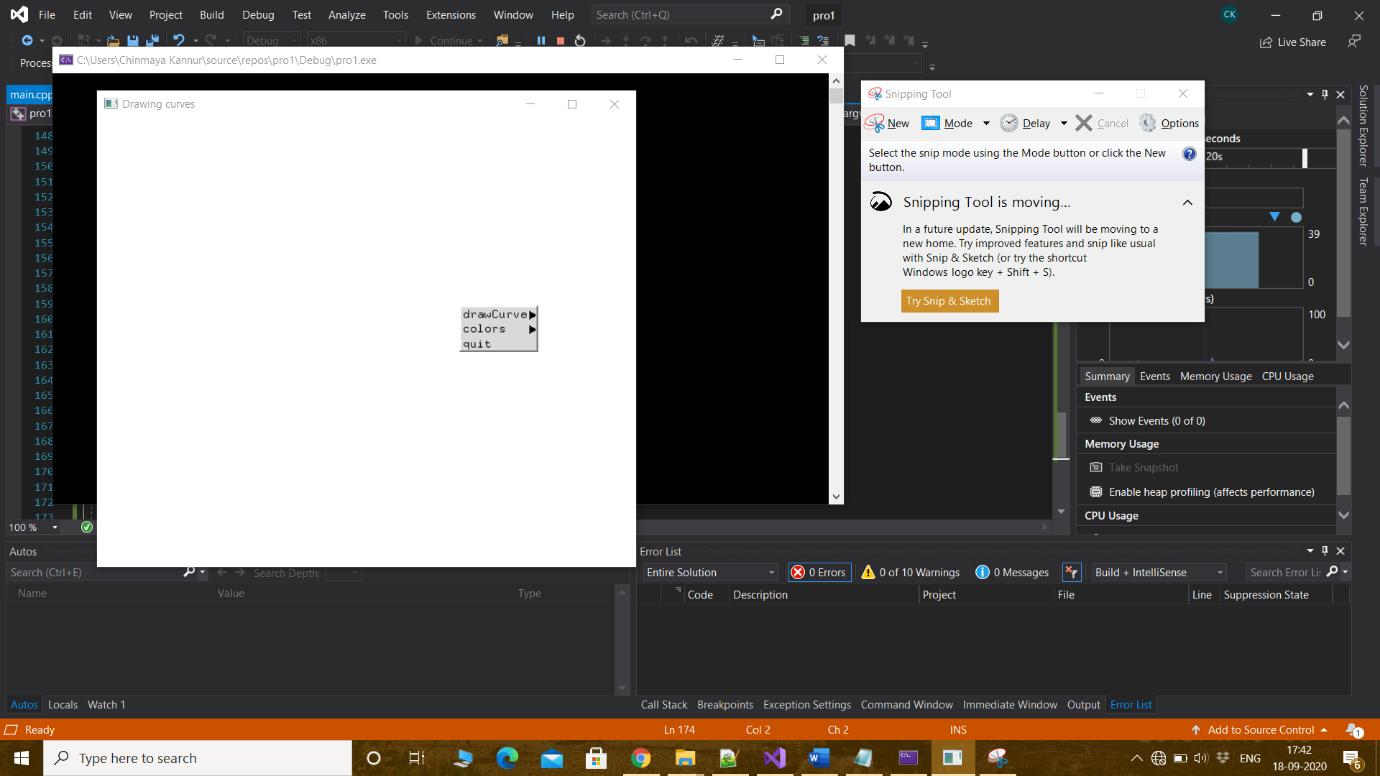 File Edit View Project Build Debug Test Analyze Tools Extensions Window Help Search (Ctrl+Q) pro1 CK
Debug x86 Continue Live Share
C:\Users\Chinmaya Kannur\source\repos\pro1\Debug\pro1.exe
main.cpp
pro1
Drawing curves
drawCurve
colors
quit
148
149
150
151
152
153
154
155
156
157
158
159
160
161
162
163
164
165
166
167
168
169
170
171
172
173
100 %
Snipping Tool
New Mode Delay Cancel Options
Select the snip mode using the Mode button or click the New
button.
Snipping Tool is moving...
In a future update, Snipping Tool will be moving to a
new home. Try improved features and snip like usual
with Snip & Sketch (or try the shortcut
Windows logo key + Shift + S).
Try Snip & Sketch
Solution Explorer
Team Explorer
20s
39
0
100
Summary Events Memory Usage CPU Usage
Events
Show Events (0 of 0)
Memory Usage
Take Snapshot
Enable heap profiling (affects performance)
CPU Usage
Autos
Search (Ctrl+E) Search Depth:
Name Value Type
Autos Locals Watch 1
Error List
Entire Solution 0 Errors 0 of 10 Warnings 0 Messages Build + IntelliSense
Code Description Project File Line Suppression State
Call Stack Breakpoints Exception Settings Command Window Immediate Window Output Error List
Ready Ln 174 Col 2 Ch 2 INS Add to Source Control 1
Type here to search ENG 17:42
18-09-2020 6